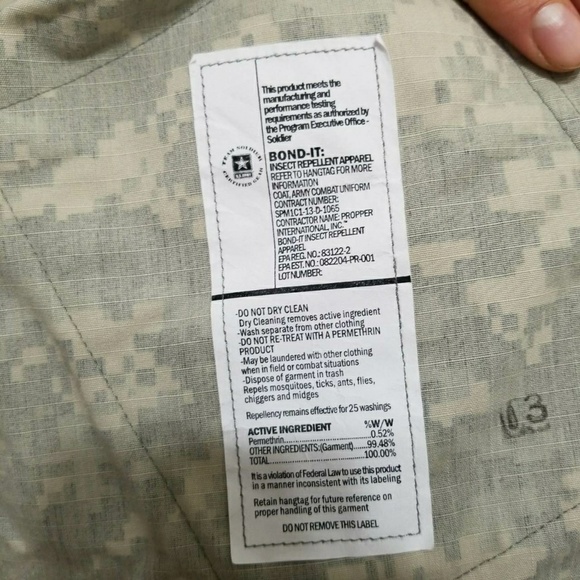 This product meets the
manufacturing and
performance testing
requirements as authorized by
the Program Executive Office -
Soldier
TEAM SOLDIER
CERTIFIED GEAR
U.S. ARMY
BOND-IT:
INSECT REPELLENT APPAREL
REFER TO HANGTAG FOR MORE
INFORMATION
COAT, ARMY COMBAT UNIFORM
CONTRACT NUMBER:
SPM1C1-13-D-1065
CONTRACTOR NAME: PROPPER
INTERNATIONAL, INC.™
BOND-IT INSECT REPELLENT
APPAREL
EPA REG. NO.: 83122-2
EPA EST. NO.: 082204-PR-001
LOT NUMBER:
-DO NOT DRY CLEAN
Dry Cleaning removes active ingredient
-Wash separate from other clothing
-DO NOT RE-TREAT WITH A PERMETHRIN
PRODUCT
-May be laundered with other clothing
when in field or combat situations
-Dispose of garment in trash
Repels mosquitoes, ticks, ants, flies,
chiggers and midges
Repellency remains effective for 25 washings
ACTIVE INGREDIENT %W/W
Permethrin.......................... 0.52%
OTHER INGREDIENTS:(Garment)...... 99.48%
TOTAL................................ 100.00%
It is a violation of Federal Law to use this product
in a manner inconsistent with its labeling
Retain hangtag for future reference on
proper handling of this garment
DO NOT REMOVE THIS LABEL